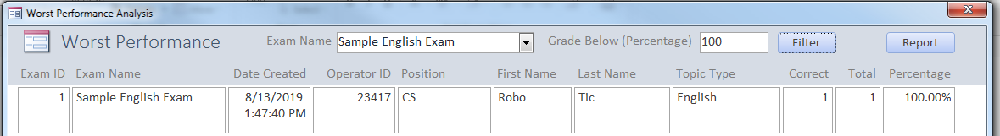 Worst Performance Analysis
Worst Performance Exam Name Sample English Exam Grade Below (Percentage) 100 Filter Report
Exam ID Exam Name Date Created Operator ID Position First Name Last Name Topic Type Correct Total Percentage
1 Sample English Exam 8/13/2019 23417 CS Robo Tic English 1 1 100.00%
1:47:40 PM